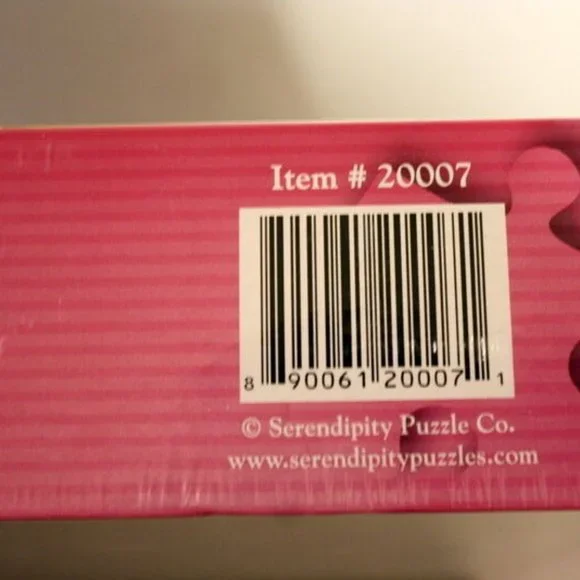 Item # 20007
8 90061 20007 1
© Serendipity Puzzle Co.
www.serendipitypuzzles.com